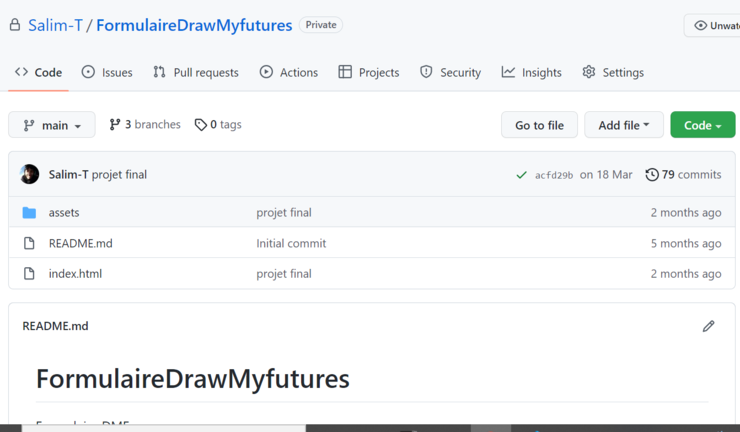 Salim-T / FormulaireDrawMyfutures Private
Code Issues Pull requests Actions Projects Security Insights Settings
main 3 branches 0 tags Go to file Add file Code
Salim-T projet final acfd29b on 18 Mar 79 commits
assets projet final 2 months ago
README.md Initial commit 5 months ago
index.html projet final 2 months ago
README.md
FormulaireDrawMyfutures